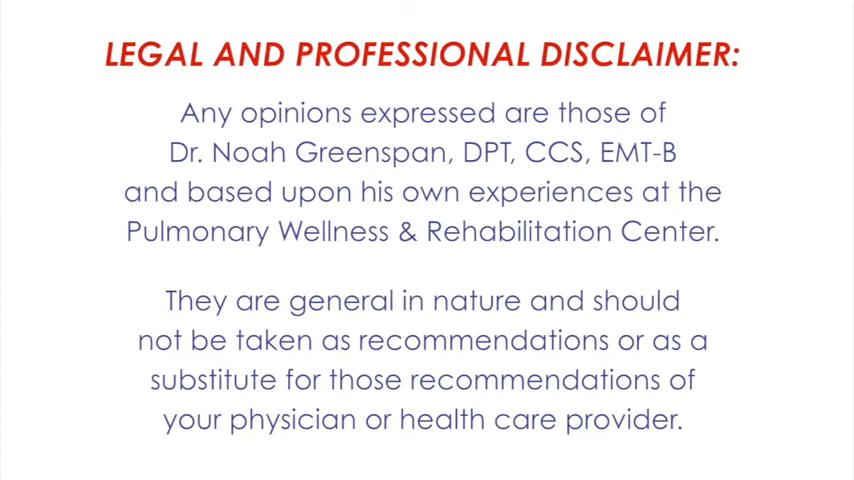 LEGAL AND PROFESSIONAL DISCLAIMER:
Any opinions expressed are those of
Dr. Noah Greenspan, DPT, CCS, EMT-B
and based upon his own experiences at the
Pulmonary Wellness & Rehabilitation Center.
They are general in nature and should
not be taken as recommendations or as a
substitute for those recommendations of
your physician or health care provider.